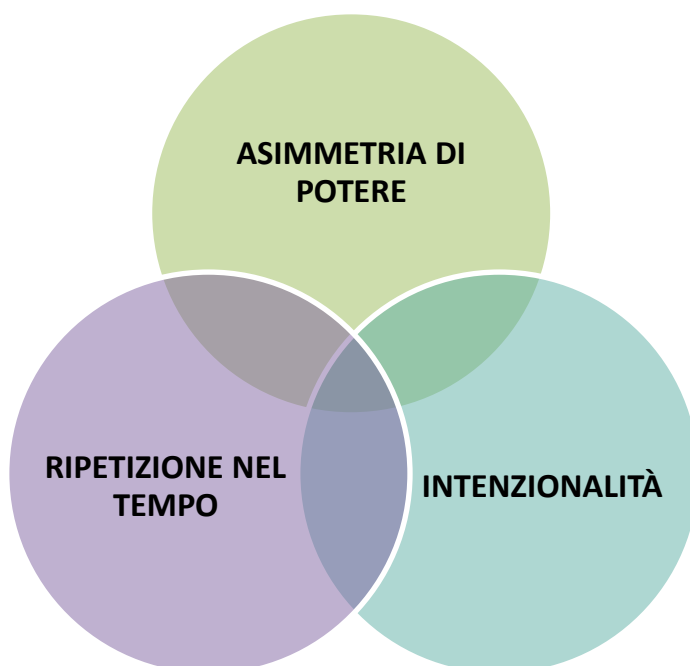 ASIMMETRIA DI
POTERE
RIPETIZIONE NEL
TEMPO
INTENZIONALITÀ